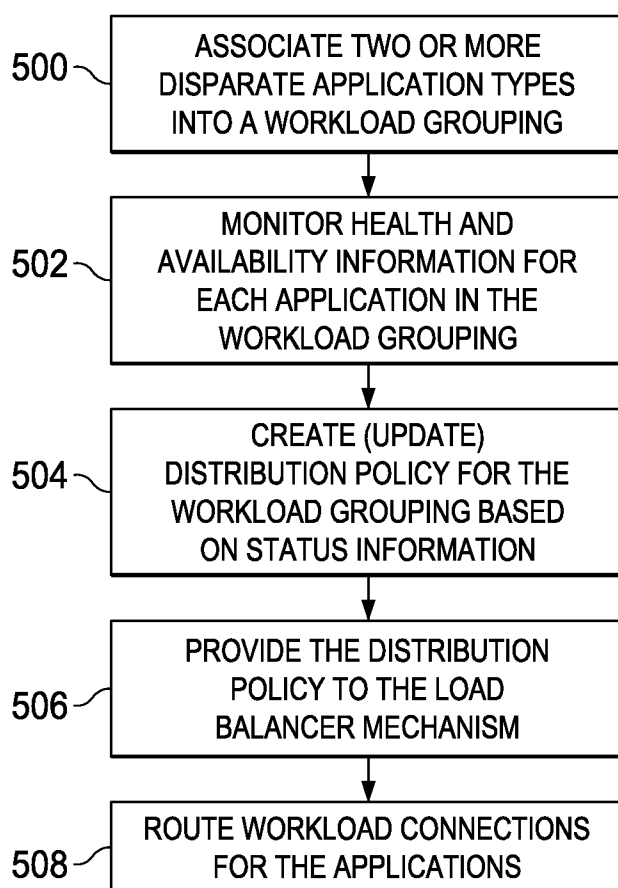 500
ASSOCIATE TWO OR MORE
DISPARATE APPLICATION TYPES
INTO A WORKLOAD GROUPING
502
MONITOR HEALTH AND
AVAILABILITY INFORMATION FOR
EACH APPLICATION IN THE
WORKLOAD GROUPING
504
CREATE (UPDATE)
DISTRIBUTION POLICY FOR THE
WORKLOAD GROUPING BASED
ON STATUS INFORMATION
506
PROVIDE THE DISTRIBUTION
POLICY TO THE LOAD
BALANCER MECHANISM
508
ROUTE WORKLOAD CONNECTIONS
FOR THE APPLICATIONS